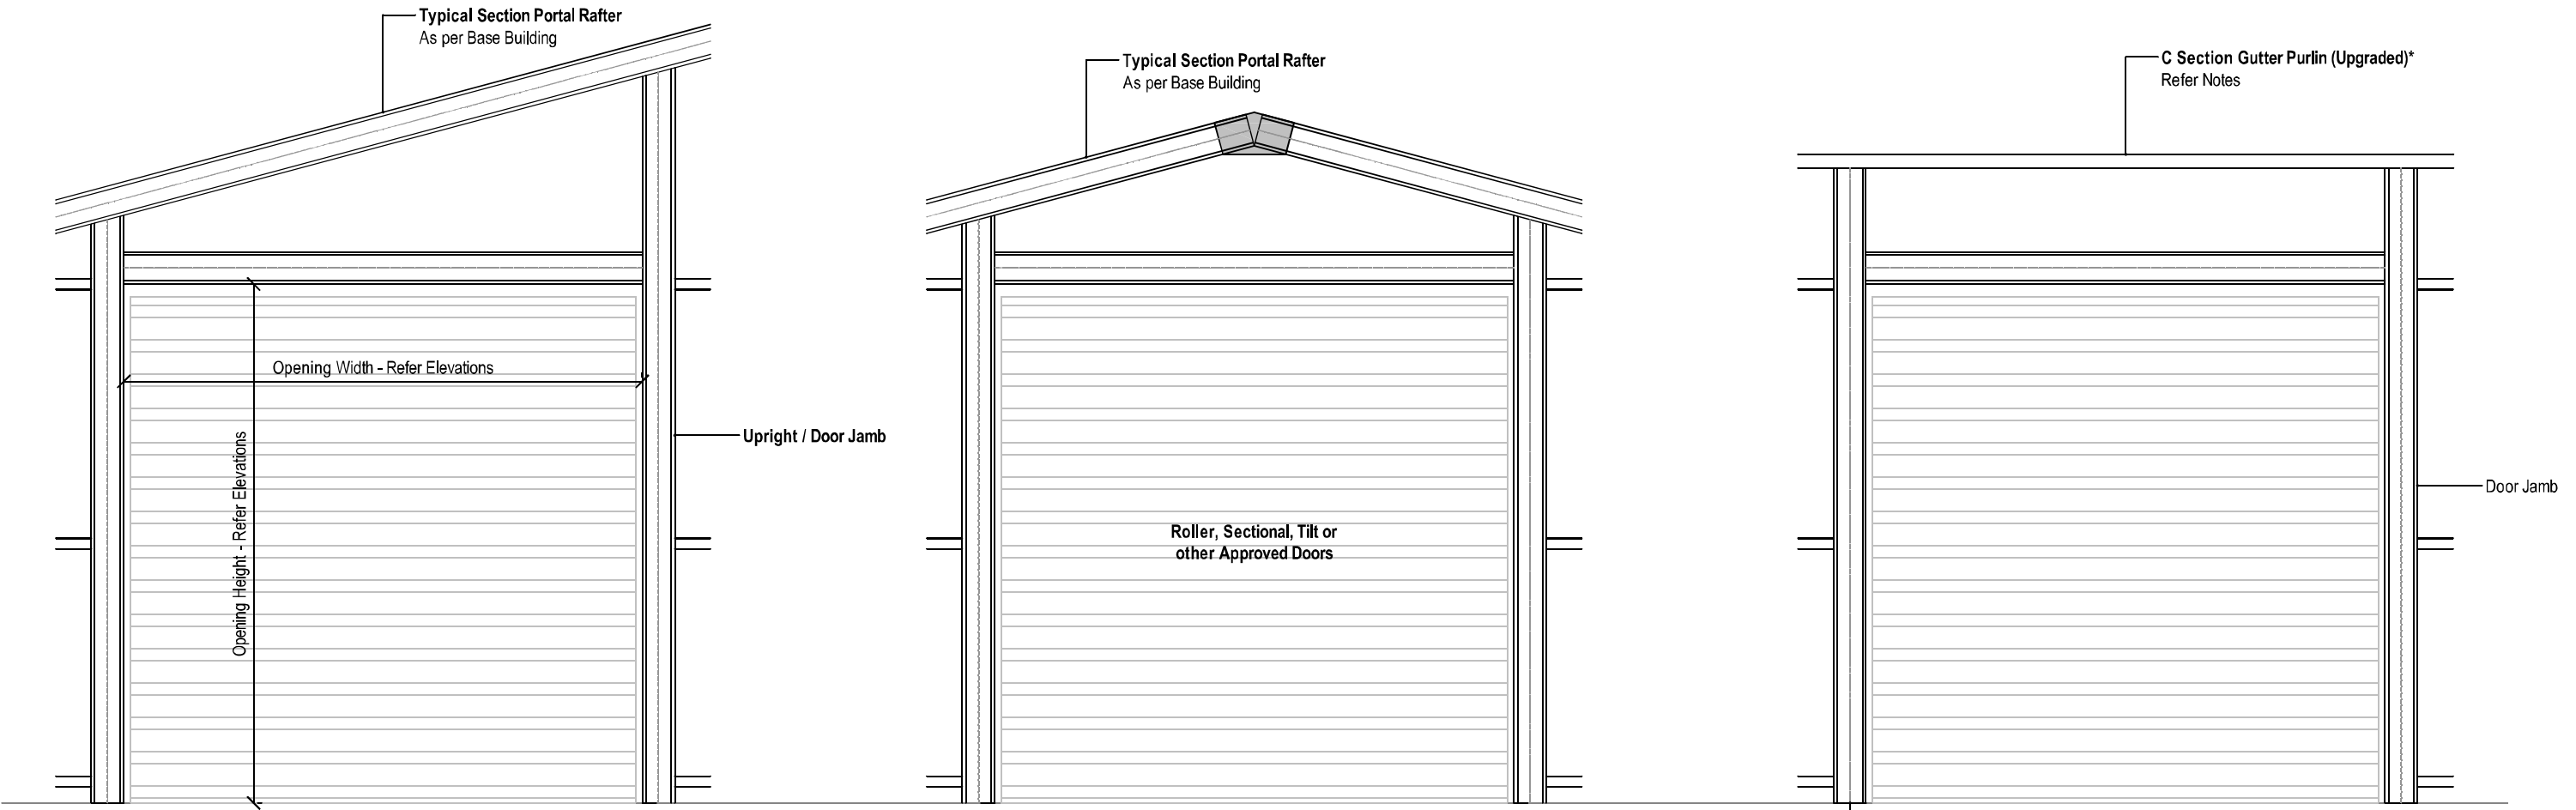 Typical Section Portal Rafter
As per Base Building
Opening Width - Refer Elevations
Opening Height - Refer Elevations
Upright / Door Jamb
Typical Section Portal Rafter
As per Base Building
Roller, Sectional, Tilt or
other Approved Doors
C Section Gutter Purlin (Upgraded)*
Refer Notes
Door Jamb